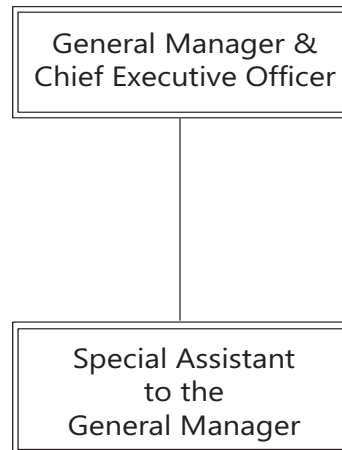 General Manager &
Chief Executive Officer
Special Assistant
to the
General Manager